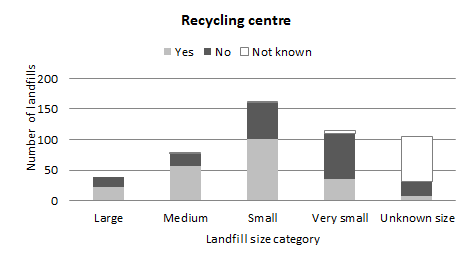 Recycling centre
Yes No Not known
Number of landfills
200
150
100
50
0
Large Medium Small Very small Unknown size
Landfill size category